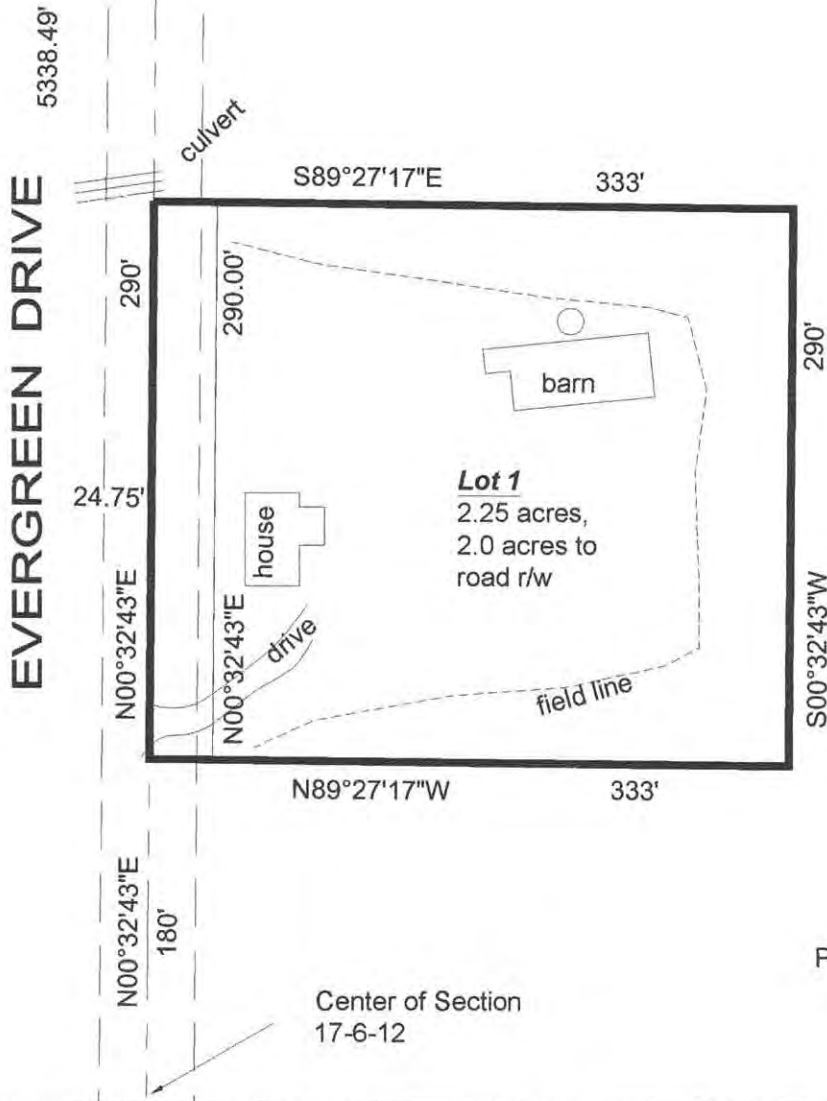 5338.49'
culvert
S89°27'17"E 333'
EVERGREEN DRIVE
290'
290.00'
290'
barn
24.75'
Lot 1
2.25 acres,
2.0 acres to
road r/w
house
N00°32'43"E
N00°32'43"E
drive
field line
S00°32'43"W
N89°27'17"W 333'
N00°32'43"E
180'
P
Center of Section
17-6-12